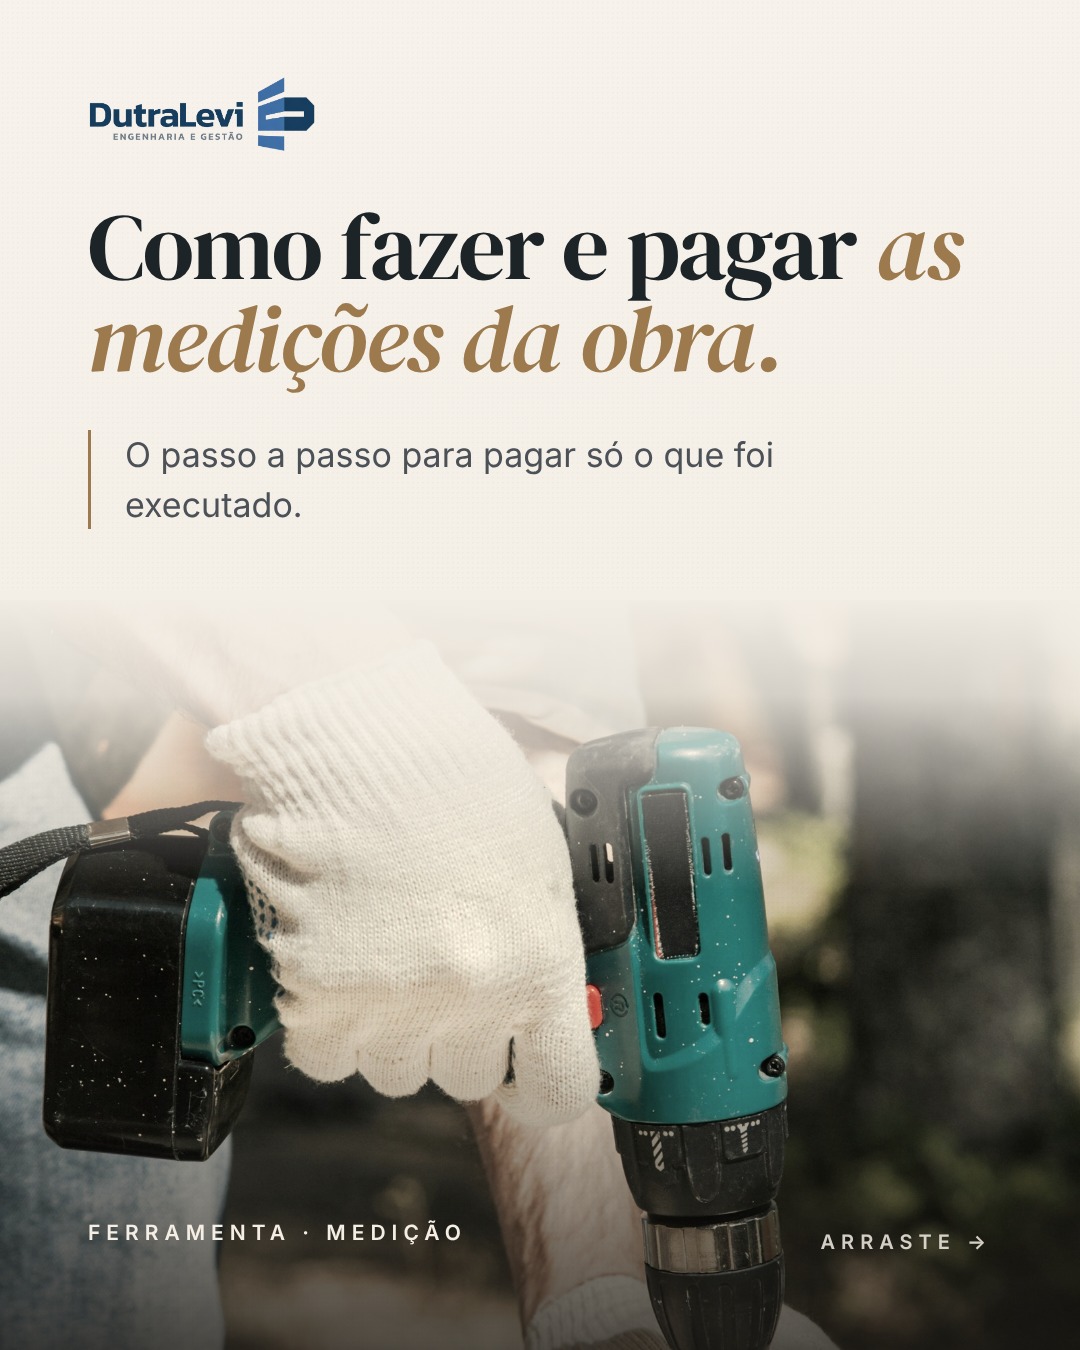 DutraLevi
ENGENHARIA E GESTÃO
Como fazer e pagar as
medições da obra.
O passo a passo para pagar só o que foi
executado.
>PC<
FERRAMENTA · MEDIÇÃO
ARRASTE →